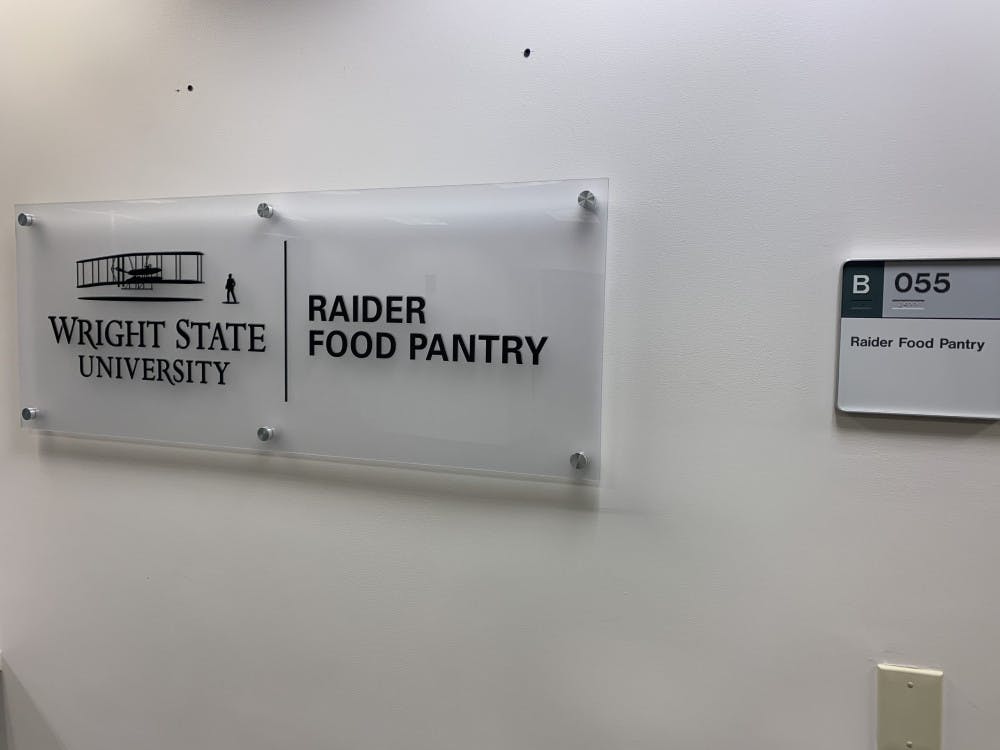 WRIGHT STATE
UNIVERSITY
RAIDER
FOOD PANTRY
B 055
Raider Food Pantry